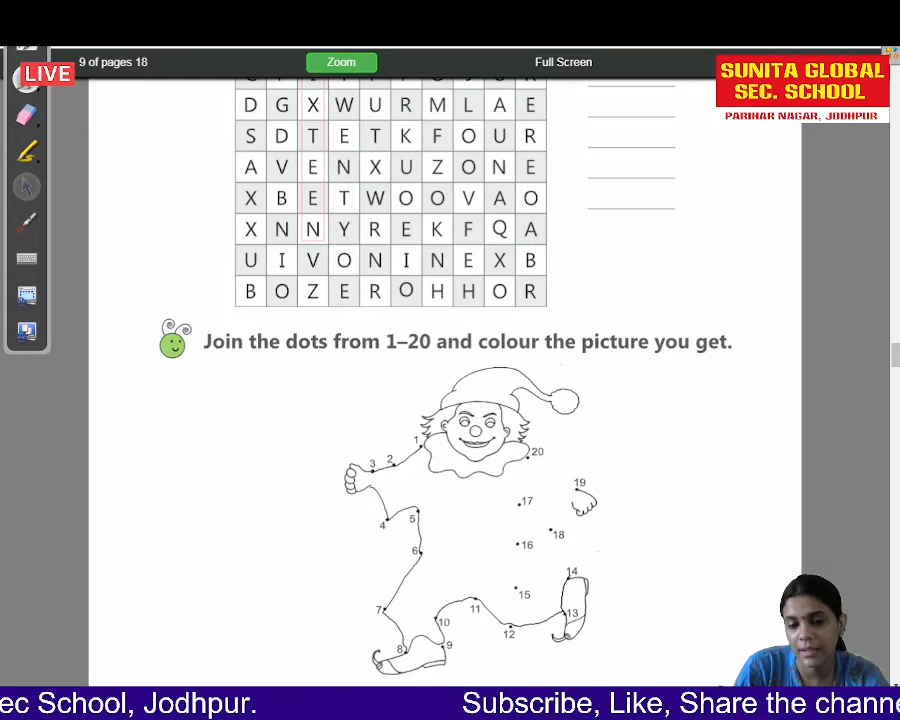 LIVE
9 of pages 18
Zoom
Full Screen
SUNITA GLOBAL
SEC. SCHOOL
PARIHAR NAGAR, JODHPUR
D G X W U R M L A E
S D T E T K F O U R
A V E N X U Z O N E
X B E T W O O V A O
X N N Y R E K F Q A
U I V O N I N E X B
B O Z E R O H H O R
Join the dots from 1–20 and colour the picture you get.
1
2
3
20
19
17
4
5
18
16
6
14
15
7
11
13
10
12
8
9
ec School, Jodhpur.
Subscribe, Like, Share the chann